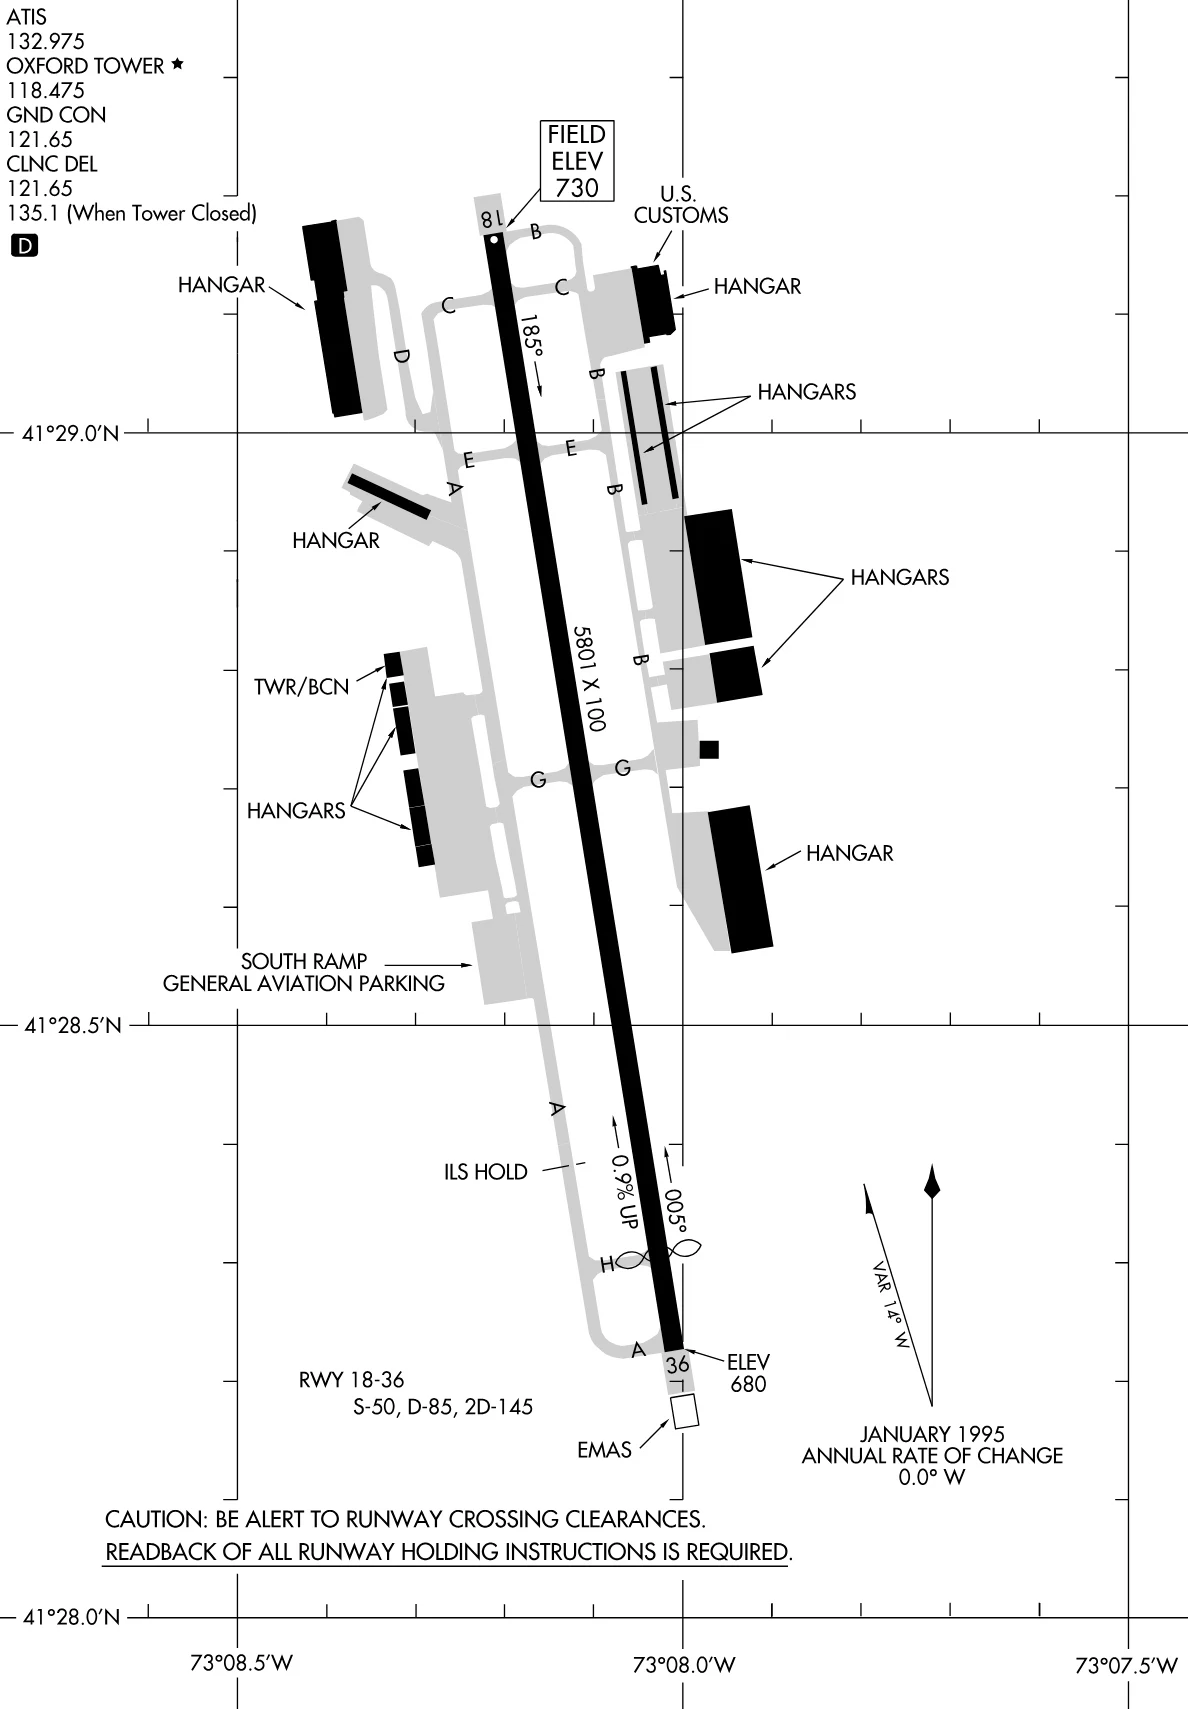 ATIS
132.975
OXFORD TOWER ★
118.475
GND CON
121.65
CLNC DEL
121.65
135.1 (When Tower Closed)
D
FIELD
ELEV
730
U.S.
CUSTOMS
18
B
HANGAR
C
C
HANGAR
185°
D
B
HANGARS
41°29.0'N
E
E
A
B
HANGAR
HANGARS
5801 X 100
B
TWR/BCN
G
G
HANGARS
HANGAR
SOUTH RAMP
GENERAL AVIATION PARKING
41°28.5'N
A
ILS HOLD
0.9% UP
005°
H
VAR 14° W
A
36
ELEV
680
RWY 18-36
S-50, D-85, 2D-145
EMAS
JANUARY 1995
ANNUAL RATE OF CHANGE
0.0° W
CAUTION: BE ALERT TO RUNWAY CROSSING CLEARANCES.
READBACK OF ALL RUNWAY HOLDING INSTRUCTIONS IS REQUIRED.
41°28.0'N
73°08.5'W
73°08.0'W
73°07.5'W